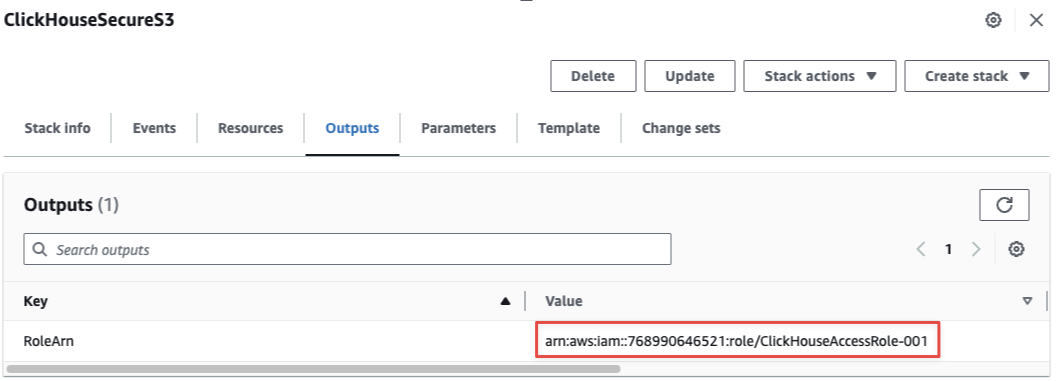 ClickHouseSecureS3
Delete
Update
Stack actions
Create stack
Stack info
Events
Resources
Outputs
Parameters
Template
Change sets
Outputs (1)
Search outputs
1
Key
Value
RoleArn
arn:aws:iam::768990646521:role/ClickHouseAccessRole-001